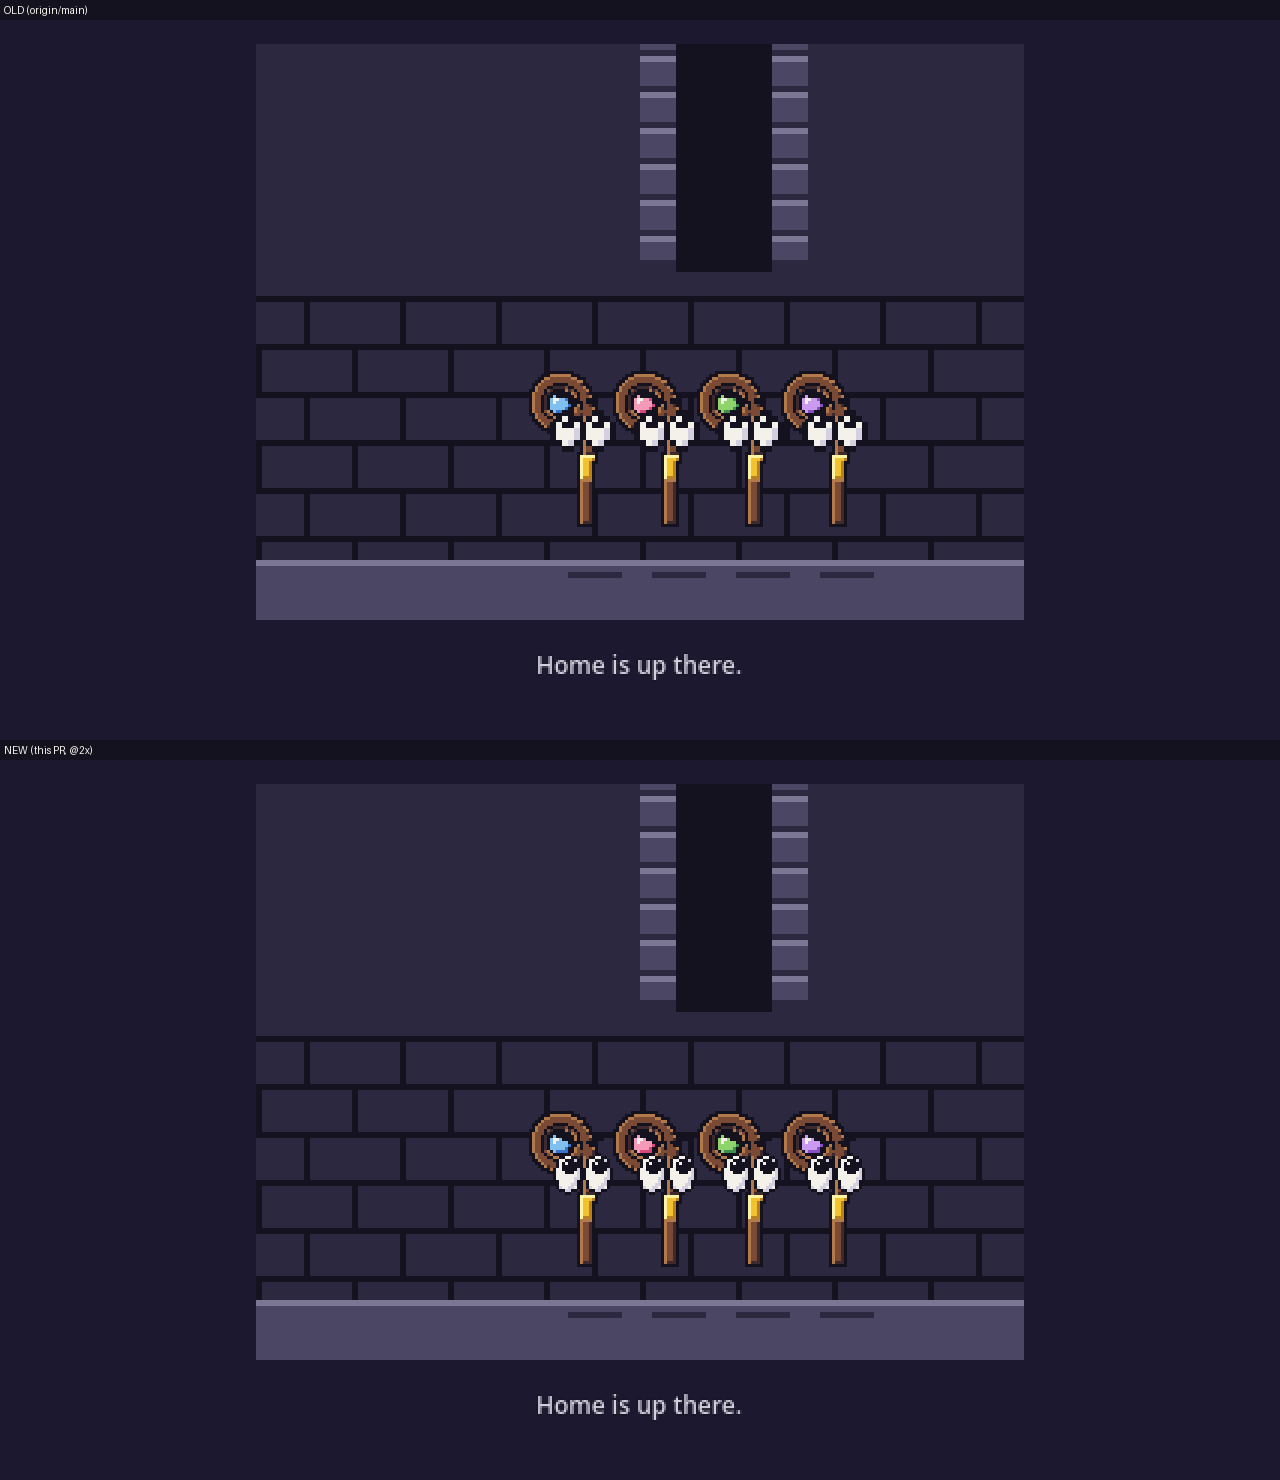 OLD (origin/main)
Home is up there.
NEW (this PR, @2x)
Home is up there.